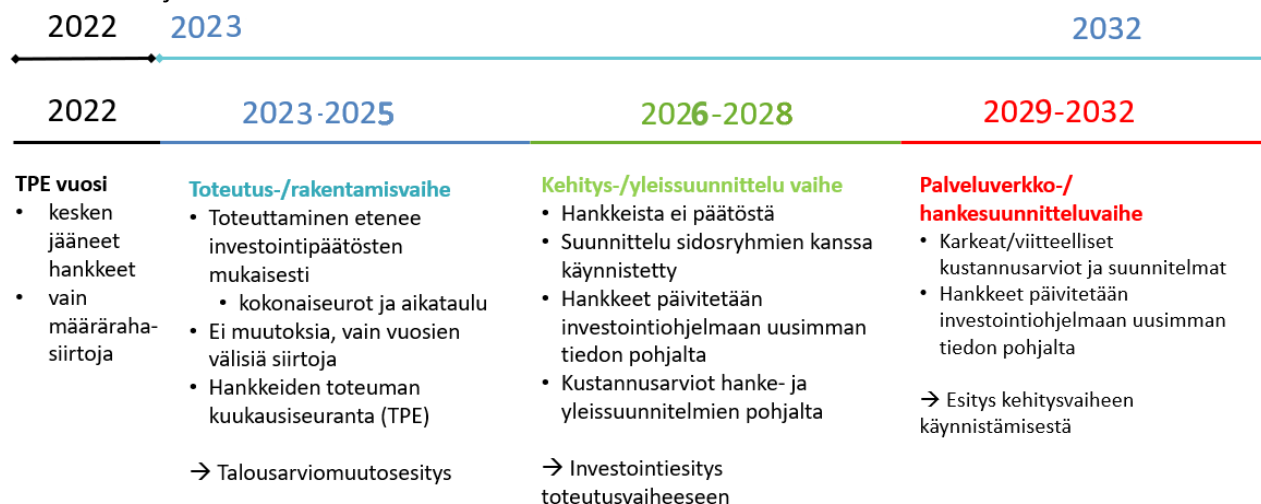 2022 2023 2032
2022 2023-2025 2026-2028 2029-2032
TPE vuosi
• kesken
jääneet
hankkeet
• vain
määräraha-
siirtoja
Toteutus-/rakentamisvaihe
• Toteuttaminen etenee
investointipäätösten
mukaisesti
• kokonaiseurot ja aikataulu
• Ei muutoksia, vain vuosien
välisiä siirtoja
• Hankkeiden toteuman
kuukausiseuranta (TPE)
→ Talousarviomuutosesitys
Kehitys-/yleissuunnittelu vaihe
• Hankkeista ei päätöstä
• Suunnittelu sidosryhmien kanssa
käynnistetty
• Hankkeet päivitetään
investointiohjelmaan uusimman
tiedon pohjalta
• Kustannusarviot hanke- ja
yleissuunnitelmien pohjalta
→ Investointiesitys
toteutusvaiheeseen
Palveluverkko-/
hankesuunnitteluvaihe
• Karkeat/viitteelliset
kustannusarviot ja suunnitelmat
• Hankkeet päivitetään
investointiohjelmaan uusimman
tiedon pohjalta
→ Esitys kehitysvaiheen
käynnistämisestä